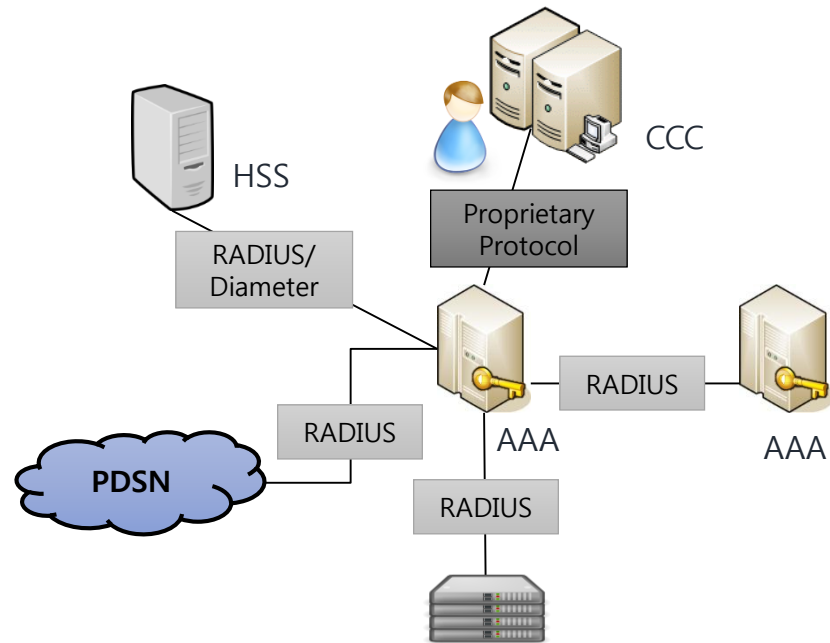 CCC
HSS
Proprietary
Protocol
RADIUS/
Diameter
RADIUS
RADIUS
AAA
AAA
PDSN
RADIUS